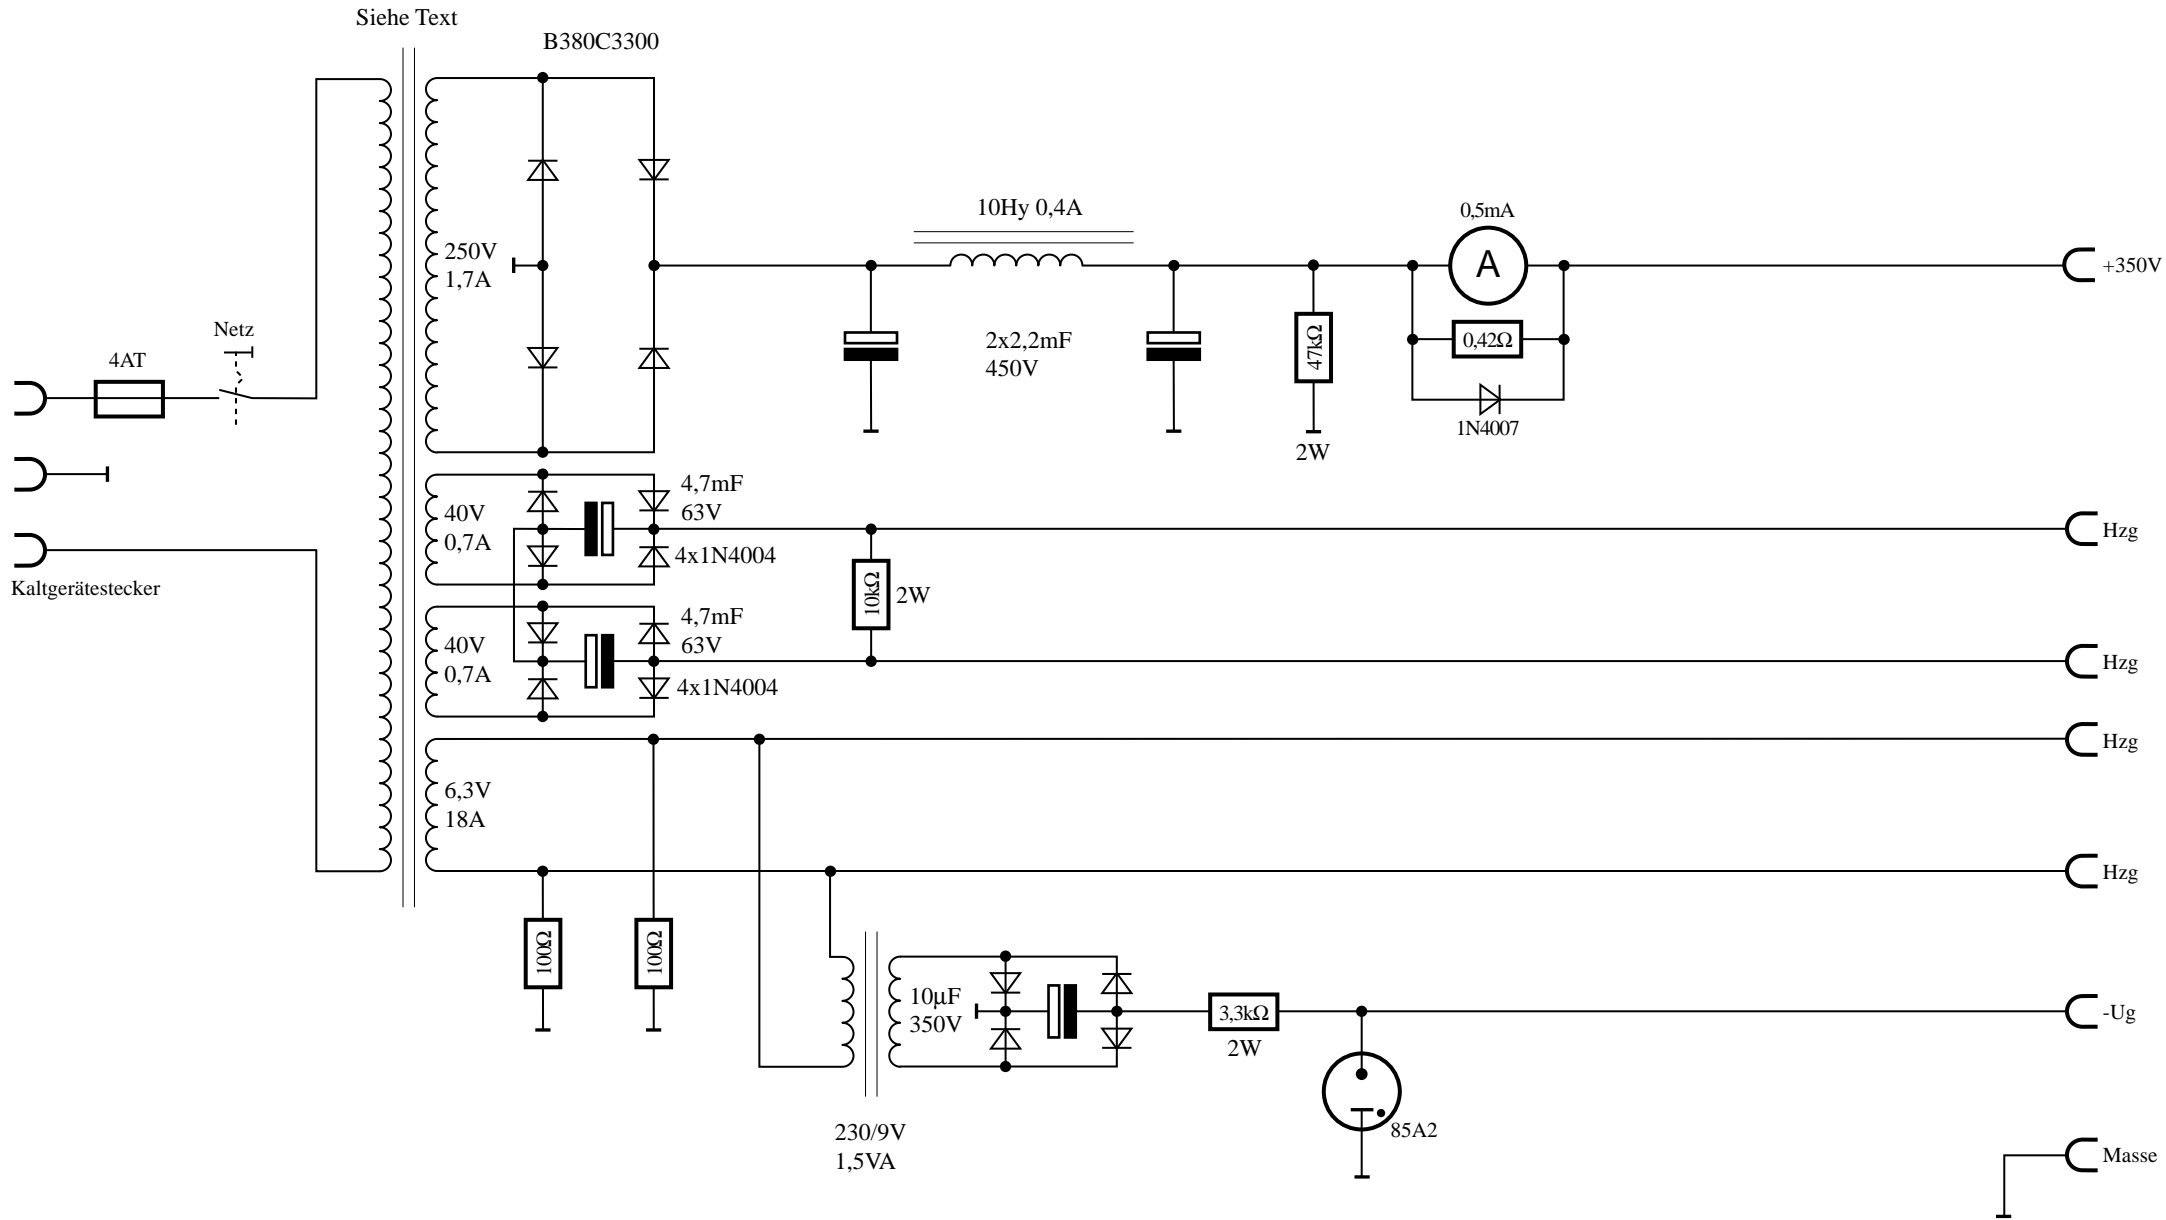 Siehe Text
B380C3300
250V
1,7A
10Hy 0,4A
0,5mA
A
+350V
0,42Ω
1N4007
2x2,2mF
450V
47kΩ
2W
Netz
4AT
Kaltgerätestecker
40V
0,7A
4,7mF
63V
4x1N4004
Hzg
10kΩ
2W
40V
0,7A
4,7mF
63V
4x1N4004
Hzg
Hzg
6,3V
18A
Hzg
100Ω
100Ω
10µF
350V
3,3kΩ
2W
-Ug
230/9V
1,5VA
85A2
Masse